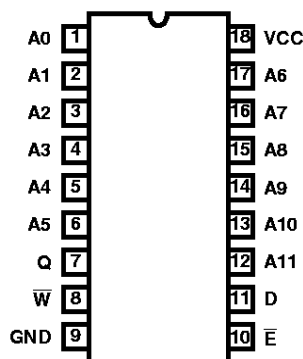 A0 1 18 VCC
A1 2 17 A6
A2 3 16 A7
A3 4 15 A8
A4 5 14 A9
A5 6 13 A10
Q 7 12 A11
W̅ 8 11 D
GND 9 10 E̅